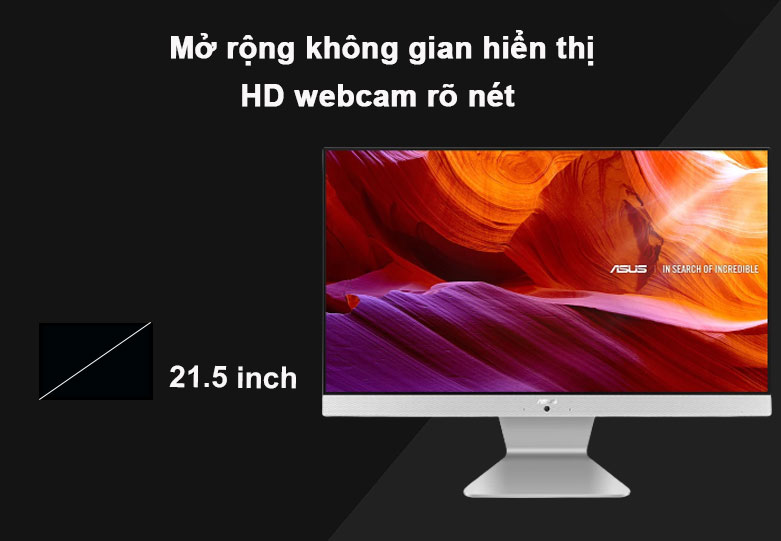 Mở rộng không gian hiển thị
HD webcam rõ nét
ASUS IN SEARCH OF INCREDIBLE
21.5 inch
ASUS